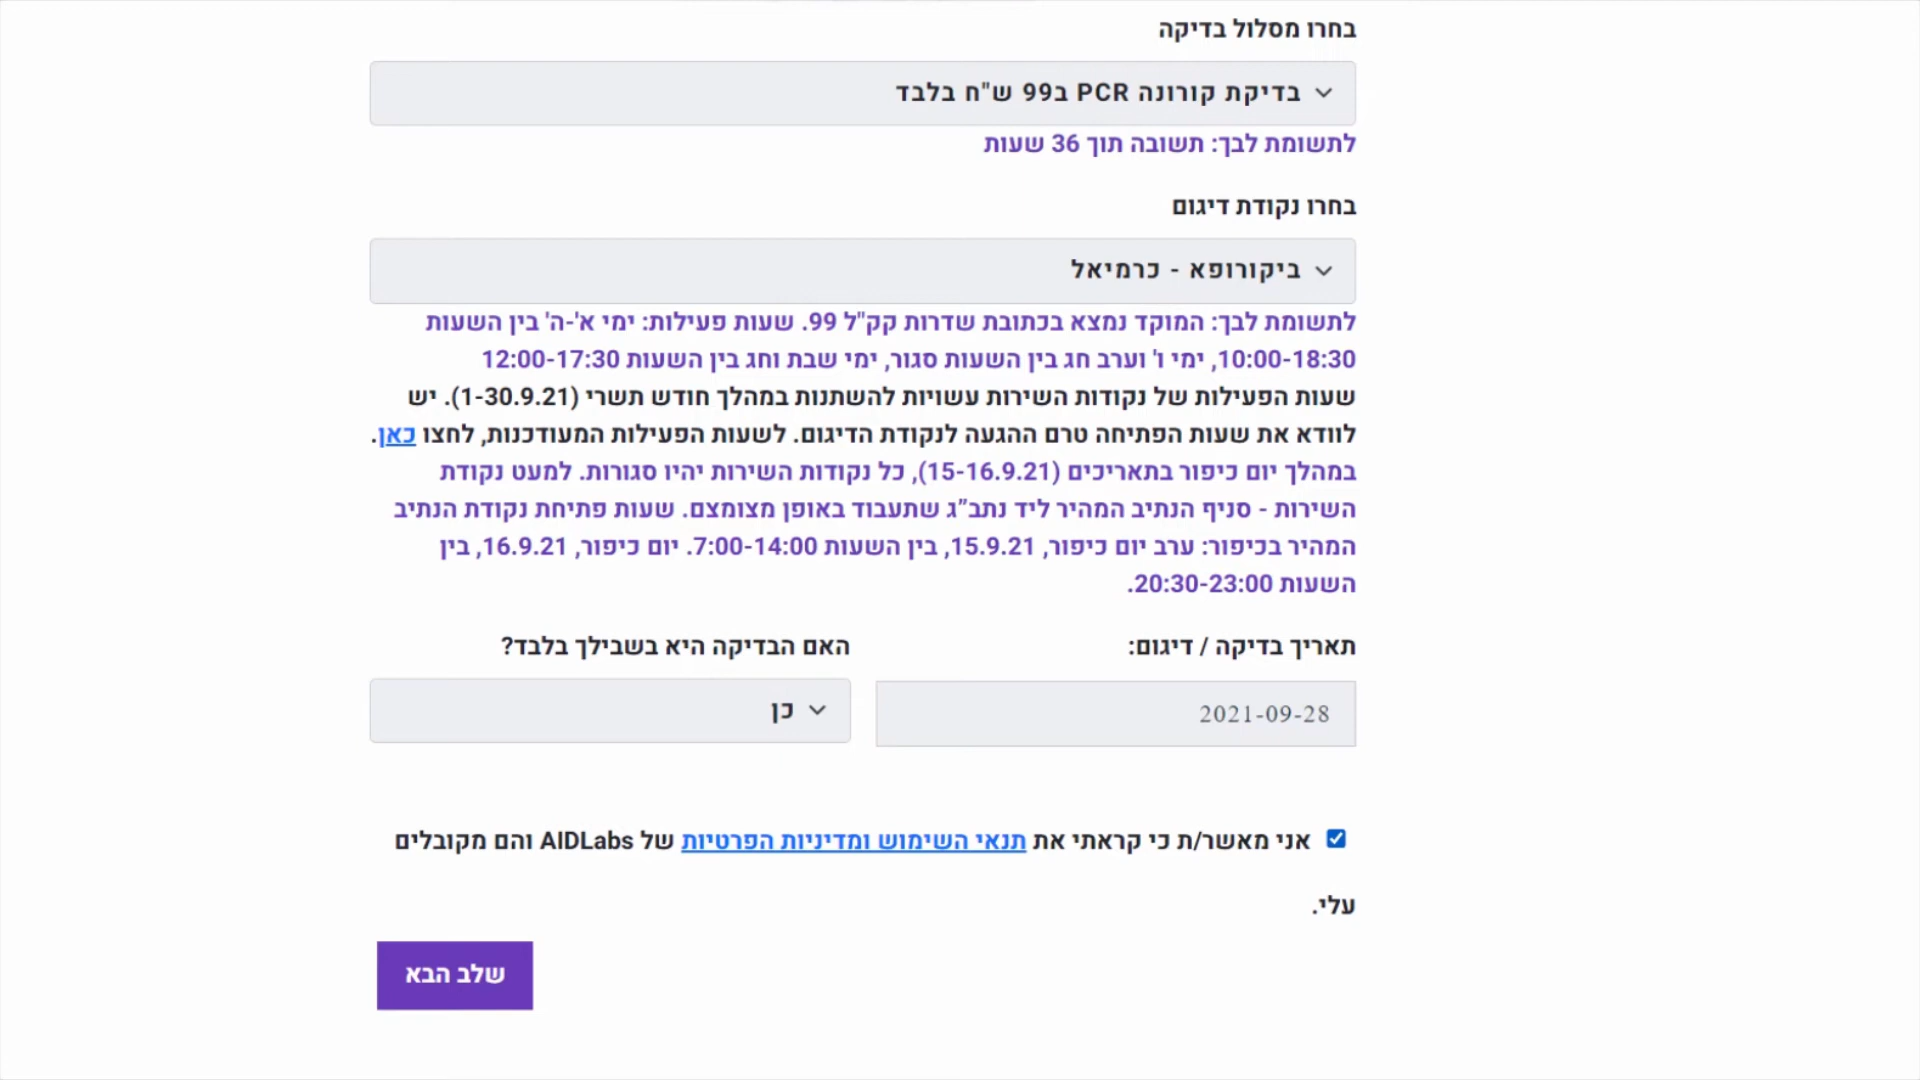 בחרו מסלול בדיקה
בדיקת קורונה PCR ב99 ש"ח בלבד
לתשומת לבך: תשובה תוך 36 שעות
בחרו נקודת דיגום
ביקורופא - כרמיאל
לתשומת לבך: המוקד נמצא בכתובת שדרות קק"ל 99. שעות פעילות: ימי א'-ה' בין השעות
10:00-18:30, ימי ו' וערב חג בין השעות סגור, ימי שבת וחג בין השעות 12:00-17:30
שעות הפעילות של נקודות השירות עשויות להשתנות במהלך חודש תשרי (1-30.9.21). יש
לוודא את שעות הפתיחה טרם ההגעה לנקודת הדיגום. לשעות הפעילות המעודכנות, לחצו כאן.
במהלך יום כיפור בתאריכים (15-16.9.21), כל נקודות השירות יהיו סגורות. למעט נקודת
השירות - סניף הנתיב המהיר ליד נתב”ג שתעבוד באופן מצומצם. שעות פתיחת נקודת הנתיב
המהיר בכיפור: ערב יום כיפור, 15.9.21, בין השעות 7:00-14:00. יום כיפור, 16.9.21, בין
השעות 20:30-23:00.
תאריך בדיקה / דיגום:
2021-09-28
האם הבדיקה היא בשבילך בלבד?
כן
אני מאשר/ת כי קראתי את תנאי השימוש ומדיניות הפרטיות של AIDLabs והם מקובלים
עלי.
שלב הבא